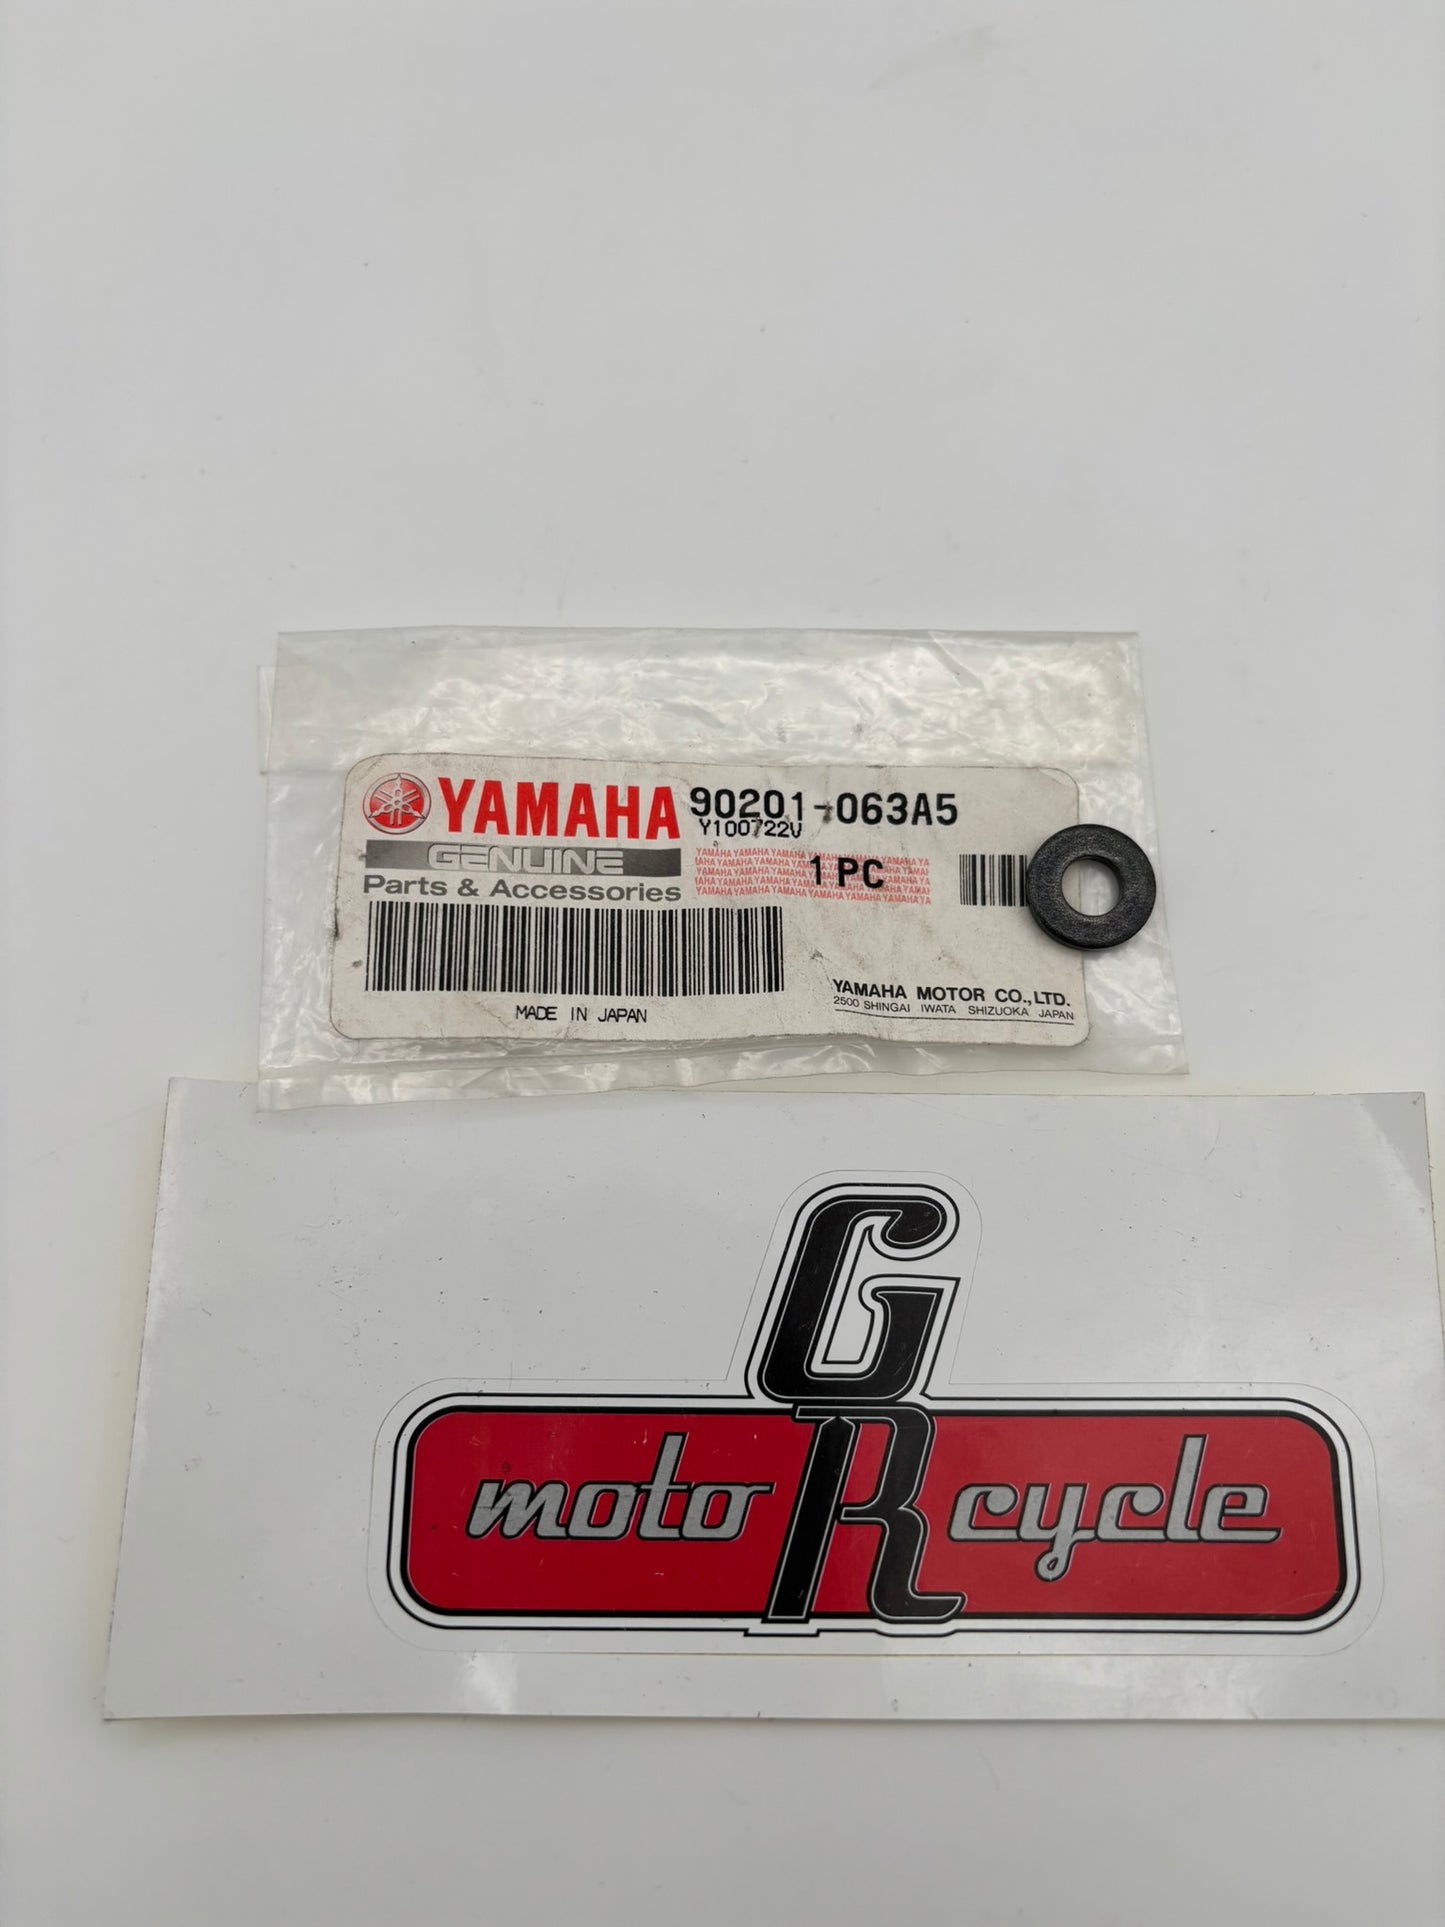 YAMAHA 90201-063A5
Y100722V
GENUINE
1 PC
Parts & Accessories
MADE IN JAPAN
YAMAHA MOTOR CO.,LTD.
2500 SHINGAI IWATA SHIZUOKA JAPAN
GR
moto cycle